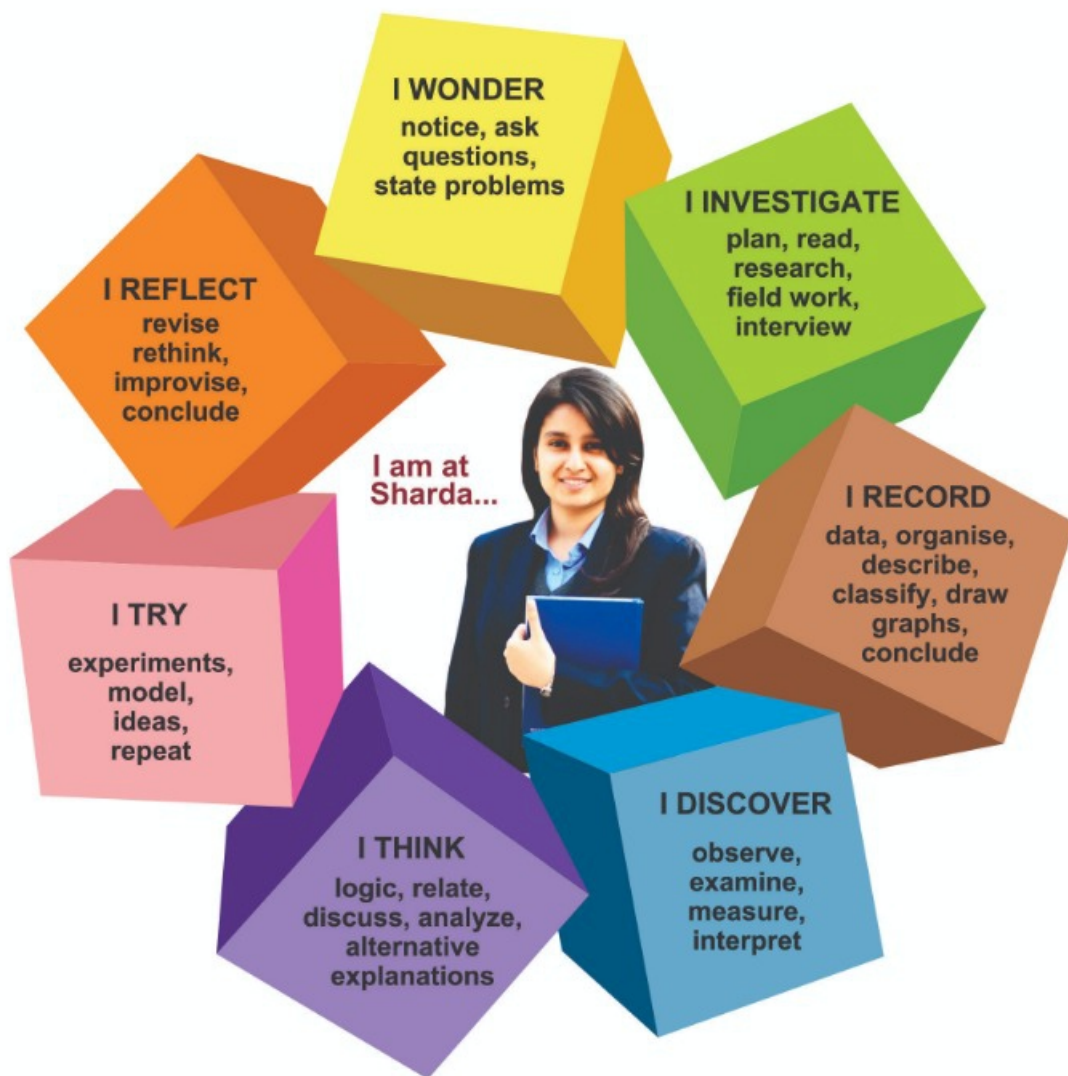 I WONDER
notice, ask
questions,
state problems
I INVESTIGATE
plan, read,
research,
field work,
interview
I RECORD
data, organise,
describe,
classify, draw
graphs,
conclude
I DISCOVER
observe,
examine,
measure,
interpret
I THINK
logic, relate,
discuss, analyze,
alternative
explanations
I TRY
experiments,
model,
ideas,
repeat
I REFLECT
revise
rethink,
improvise,
conclude
I am at
Sharda...